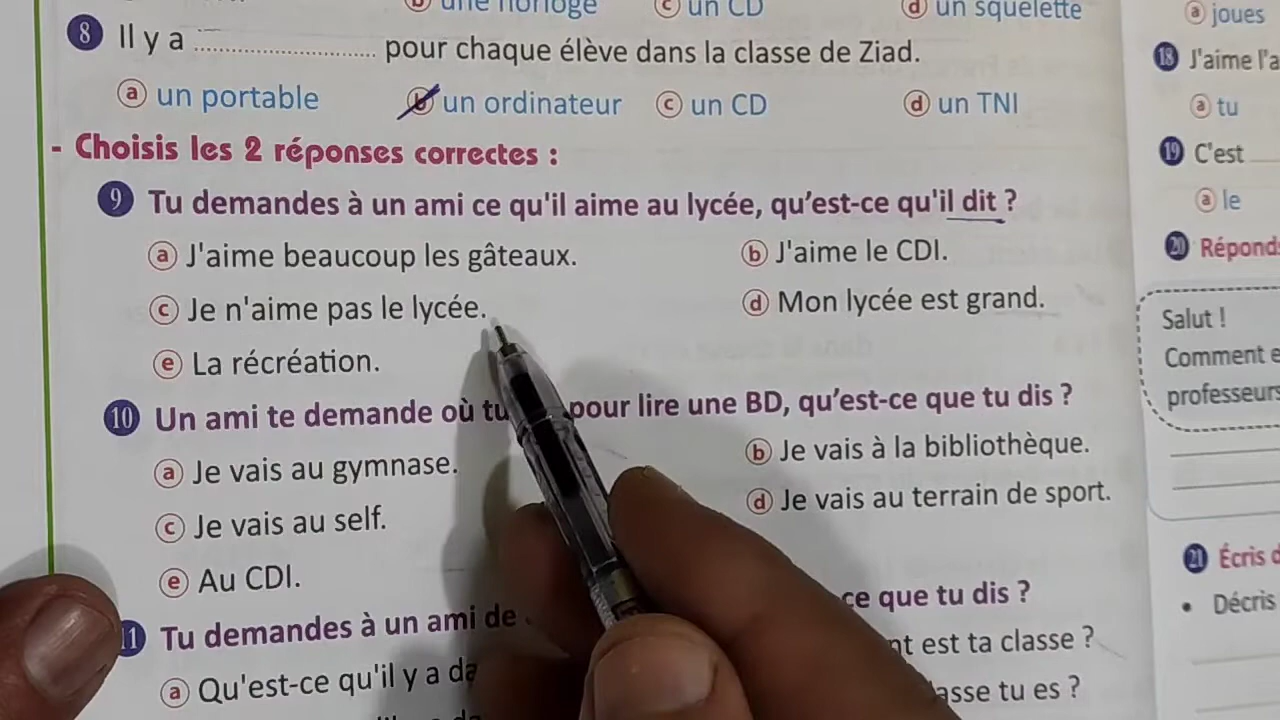 b une horloge c un CD d un squelette
8 Il y a ........................... pour chaque élève dans la classe de Ziad.
a un portable b un ordinateur c un CD d un TNI
- Choisis les 2 réponses correctes :
9 Tu demandes à un ami ce qu'il aime au lycée, qu'est-ce qu'il dit ?
a J'aime beaucoup les gâteaux. b J'aime le CDI.
c Je n'aime pas le lycée. d Mon lycée est grand.
e La récréation.
10 Un ami te demande où tu pour lire une BD, qu'est-ce que tu dis ?
a Je vais au gymnase. b Je vais à la bibliothèque.
c Je vais au self. d Je vais au terrain de sport.
e Au CDI.
11 Tu demandes à un ami de ce que tu dis ?
a Qu'est-ce qu'il y a est ta classe ?
tu es ?
a joues
18 J'aime
a tu
19 C'est
a le
20
Salut !
Comment
21 Écris
• Décris